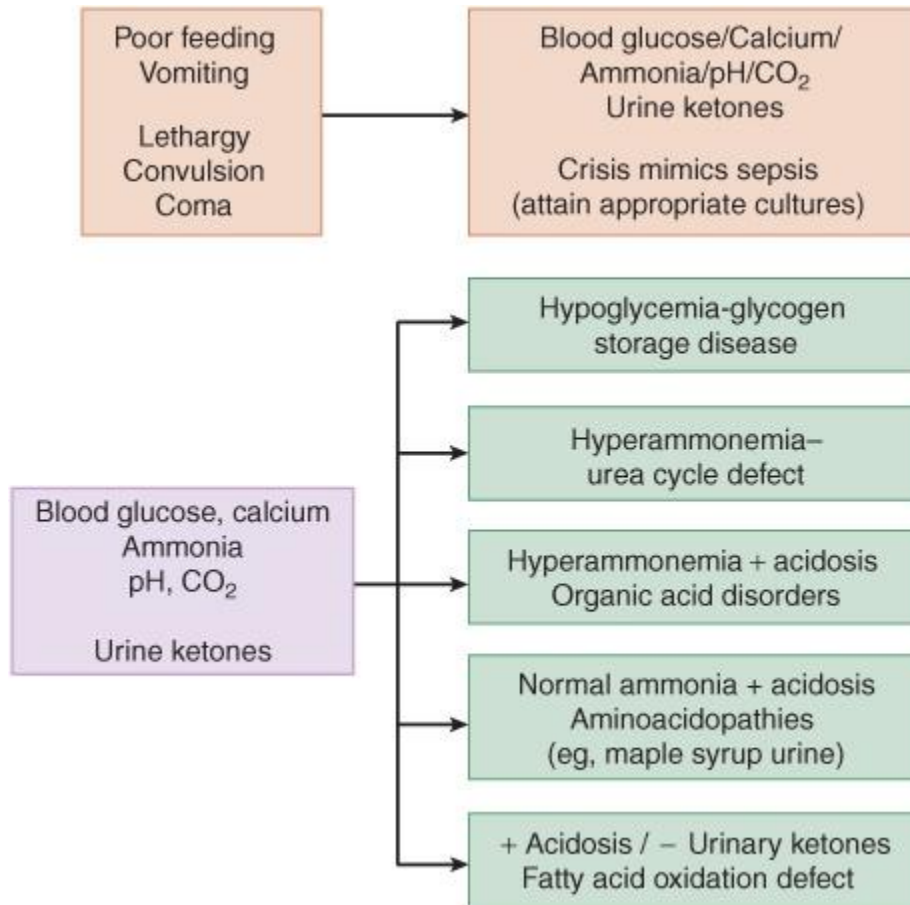 Poor feeding
Vomiting
Lethargy
Convulsion
Coma
Blood glucose/Calcium/
Ammonia/pH/CO₂
Urine ketones
Crisis mimics sepsis
(attain appropriate cultures)
Blood glucose, calcium
Ammonia
pH, CO₂
Urine ketones
Hypoglycemia-glycogen
storage disease
Hyperammonemia–
urea cycle defect
Hyperammonemia + acidosis
Organic acid disorders
Normal ammonia + acidosis
Aminoacidopathies
(eg, maple syrup urine)
+ Acidosis / − Urinary ketones
Fatty acid oxidation defect